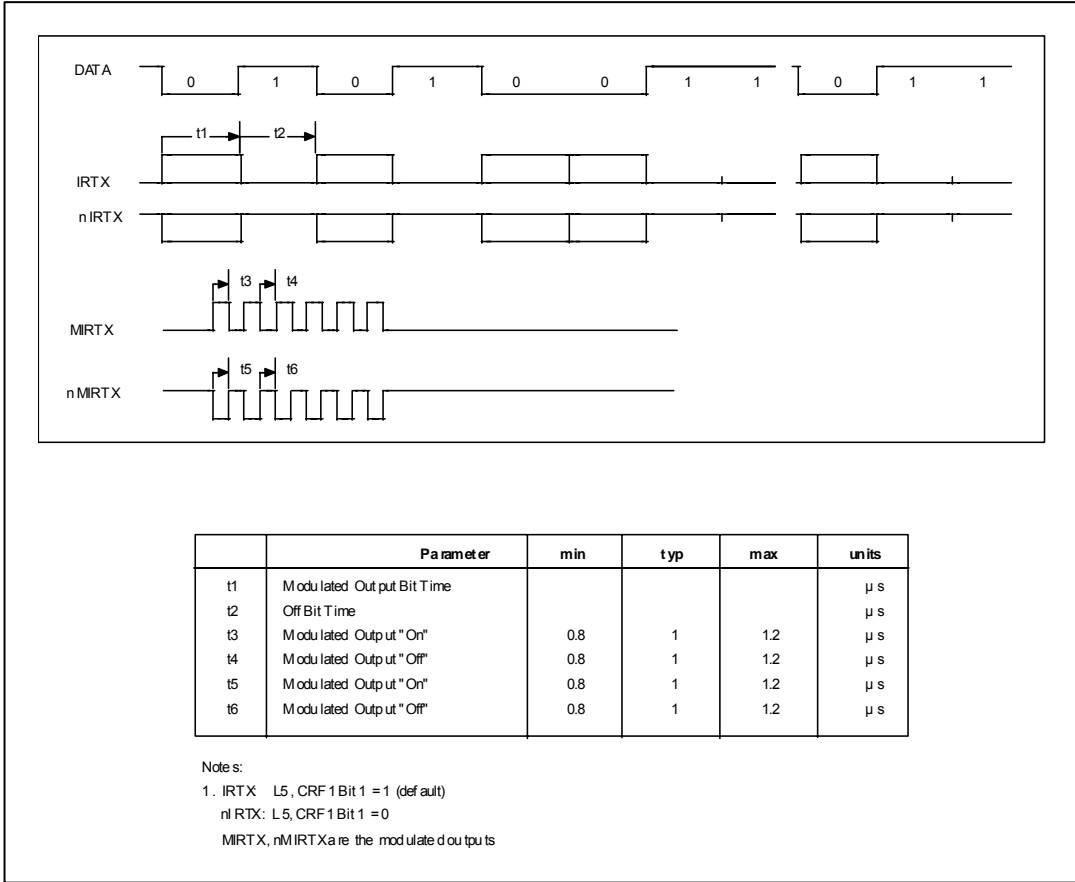 DATA 0 1 0 1 0 0 1 1 0 1 1
t1 t2
IRTX
nIRTX
t3 t4
MIRTX
t5 t6
nMIRTX
Parameter min typ max units
t1 Modulated Output Bit Time µs
t2 Off Bit Time µs
t3 Modulated Output "On" 0.8 1 1.2 µs
t4 Modulated Output "Off" 0.8 1 1.2 µs
t5 Modulated Output "On" 0.8 1 1.2 µs
t6 Modulated Output "Off" 0.8 1 1.2 µs
Notes:
1. IRTX: L5, CRF1 Bit 1 = 1 (default)
nIRTX: L5, CRF1 Bit 1 = 0
MIRTX, nMIRTX are the modulated outputs